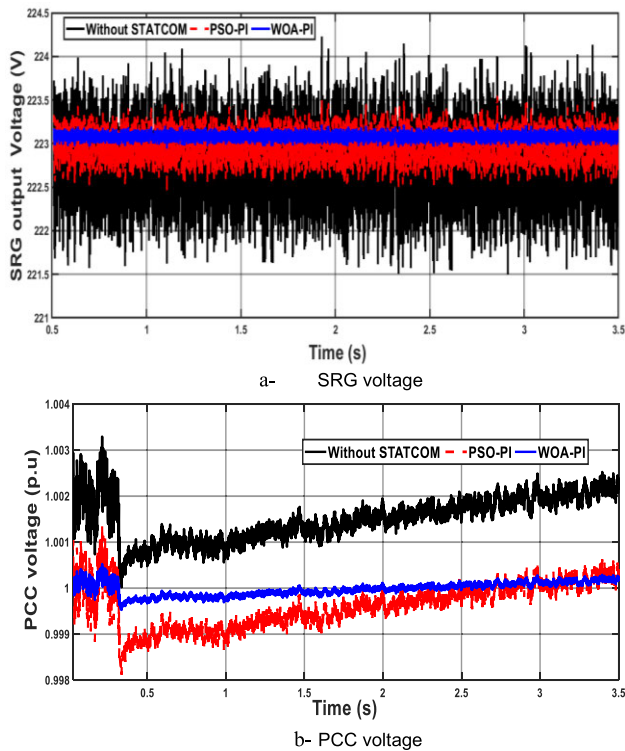 224.5
Without STATCOM PSO-PI WOA-PI
224
223.5
223
222.5
222
221.5
221
SRG output Voltage (V)
0.5 1 1.5 2 2.5 3 3.5
Time (s)
a- SRG voltage
1.004
1.003
Without STATCOM PSO-PI WOA-PI
1.002
1.001
1
0.999
0.998
PCC voltage (p.u)
0.5 1 1.5 2 2.5 3 3.5
Time (s)
b- PCC voltage